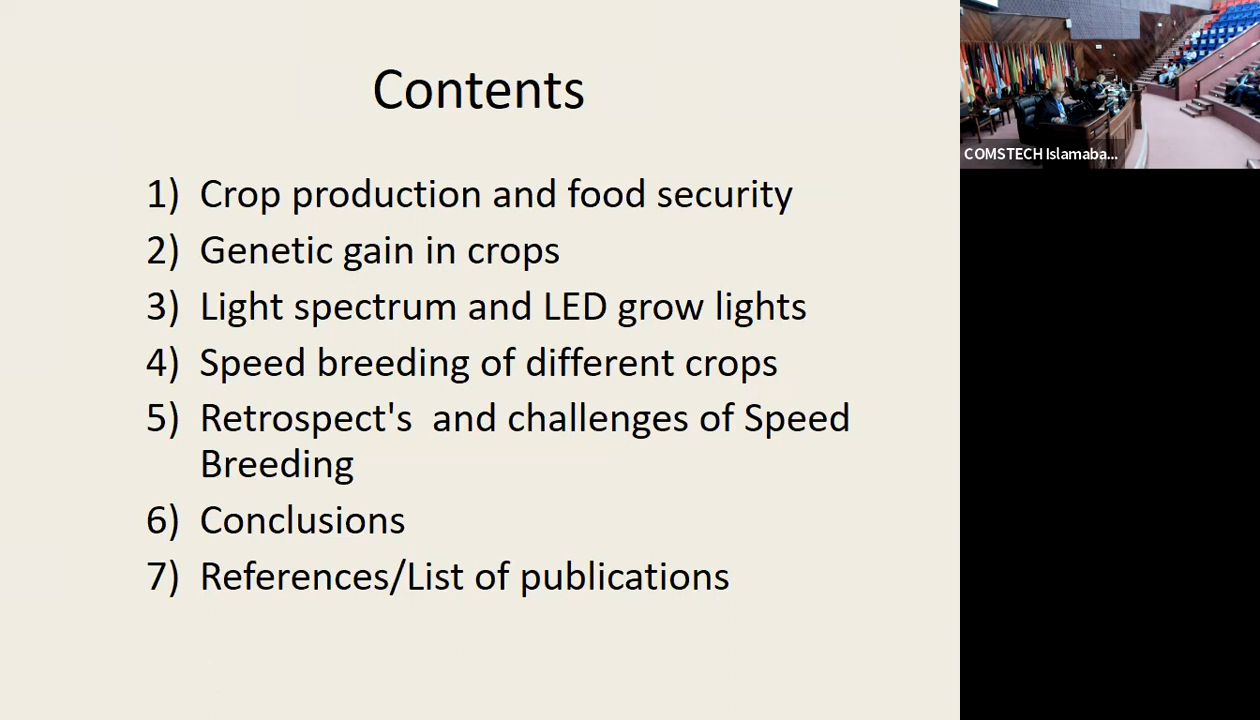 Contents
1) Crop production and food security
2) Genetic gain in crops
3) Light spectrum and LED grow lights
4) Speed breeding of different crops
5) Retrospect's  and challenges of Speed
Breeding
6) Conclusions
7) References/List of publications
COMSTECH Islamaba...